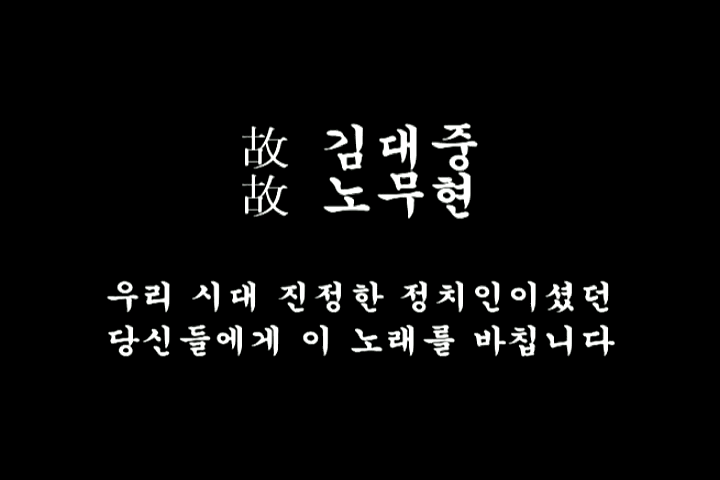 故 김대중
故 노무현
우리 시대 진정한 정치인이셨던
당신들에게 이 노래를 바칩니다